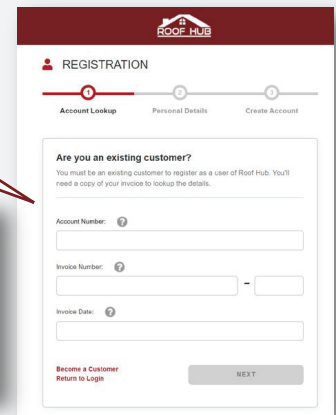 ROOF HUB
REGISTRATION
1 2 3
Account Lookup Personal Details Create Account
Are you an existing customer?
You must be an existing customer to register as a user of Roof Hub. You'll
need a copy of your invoice to lookup the details.
Account Number: ?
Invoice Number: ?
-
Invoice Date: ?
Become a Customer
NEXT
Return to Login